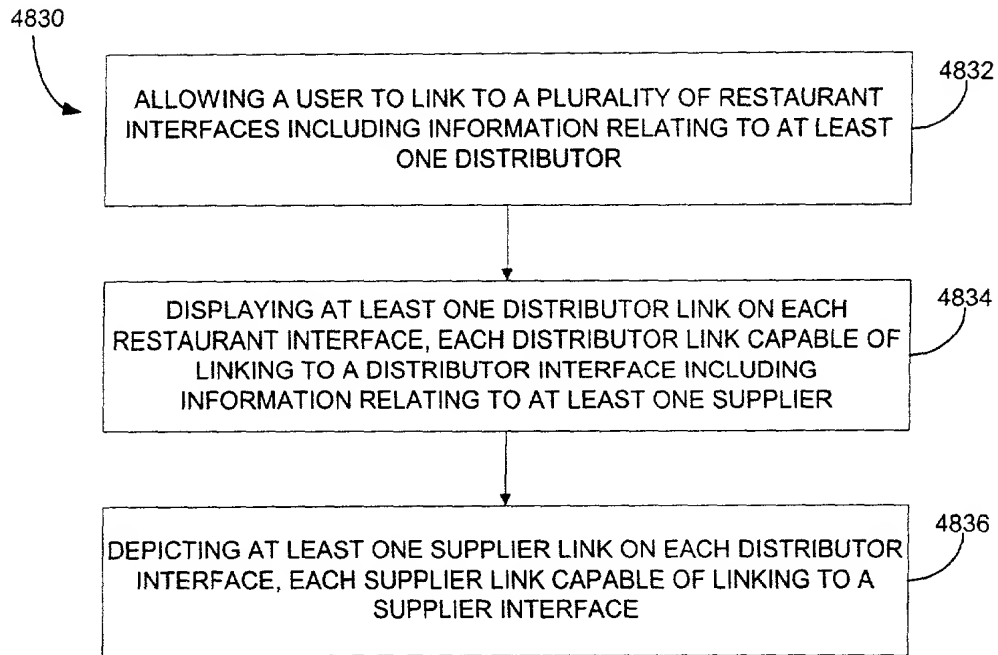 4830
4832
ALLOWING A USER TO LINK TO A PLURALITY OF RESTAURANT
INTERFACES INCLUDING INFORMATION RELATING TO AT LEAST
ONE DISTRIBUTOR
4834
DISPLAYING AT LEAST ONE DISTRIBUTOR LINK ON EACH
RESTAURANT INTERFACE, EACH DISTRIBUTOR LINK CAPABLE OF
LINKING TO A DISTRIBUTOR INTERFACE INCLUDING
INFORMATION RELATING TO AT LEAST ONE SUPPLIER
4836
DEPICTING AT LEAST ONE SUPPLIER LINK ON EACH DISTRIBUTOR
INTERFACE, EACH SUPPLIER LINK CAPABLE OF LINKING TO A
SUPPLIER INTERFACE